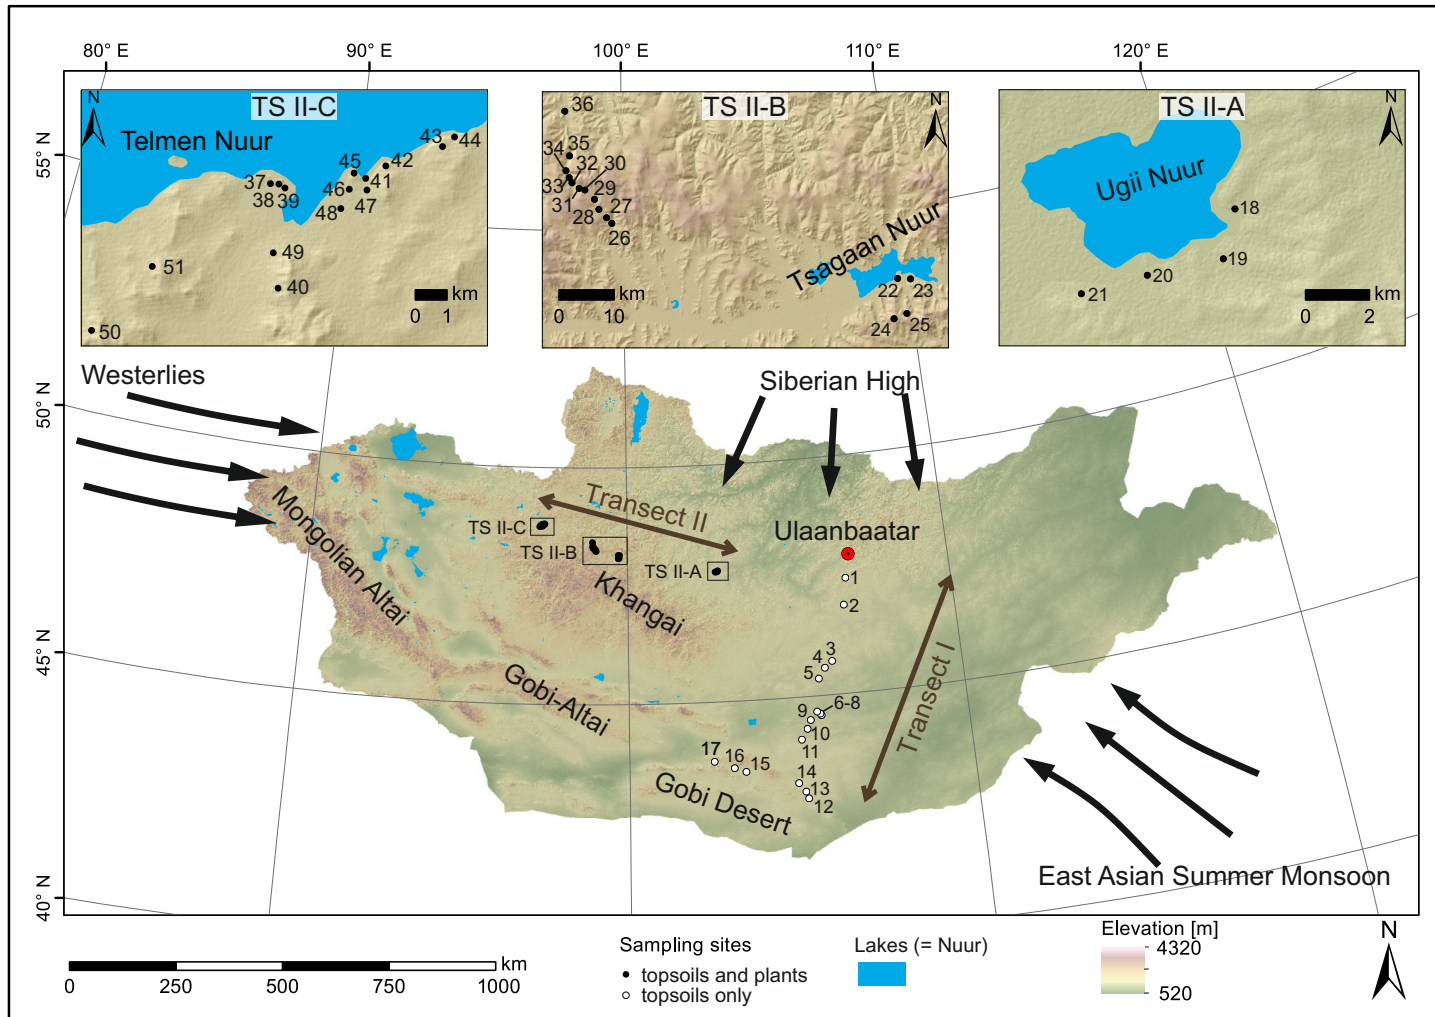 80° E
90° E
100° E
110° E
120° E
55° N
50° N
45° N
40° N
N
TS II-C
Telmen Nuur
43
44
45
42
37
46
41
38
39
47
48
49
51
40
50
km
0
1
TS II-B
N
36
34
35
32
30
33
29
31
27
28
26
Tsagaan Nuur
22
23
24
25
km
0
10
TS II-A
N
Ugii Nuur
18
19
20
21
km
0
2
Westerlies
Siberian High
Mongolian Altai
Transect II
TS II-C
TS II-B
TS II-A
Khangai
Ulaanbaatar
1
2
3
4
5
6-8
9
10
11
Transect I
Gobi-Altai
17
16
15
14
13
12
Gobi Desert
East Asian Summer Monsoon
km
0
250
500
750
1000
Sampling sites
topsoils and plants
topsoils only
Lakes (= Nuur)
Elevation [m]
4320
520
N